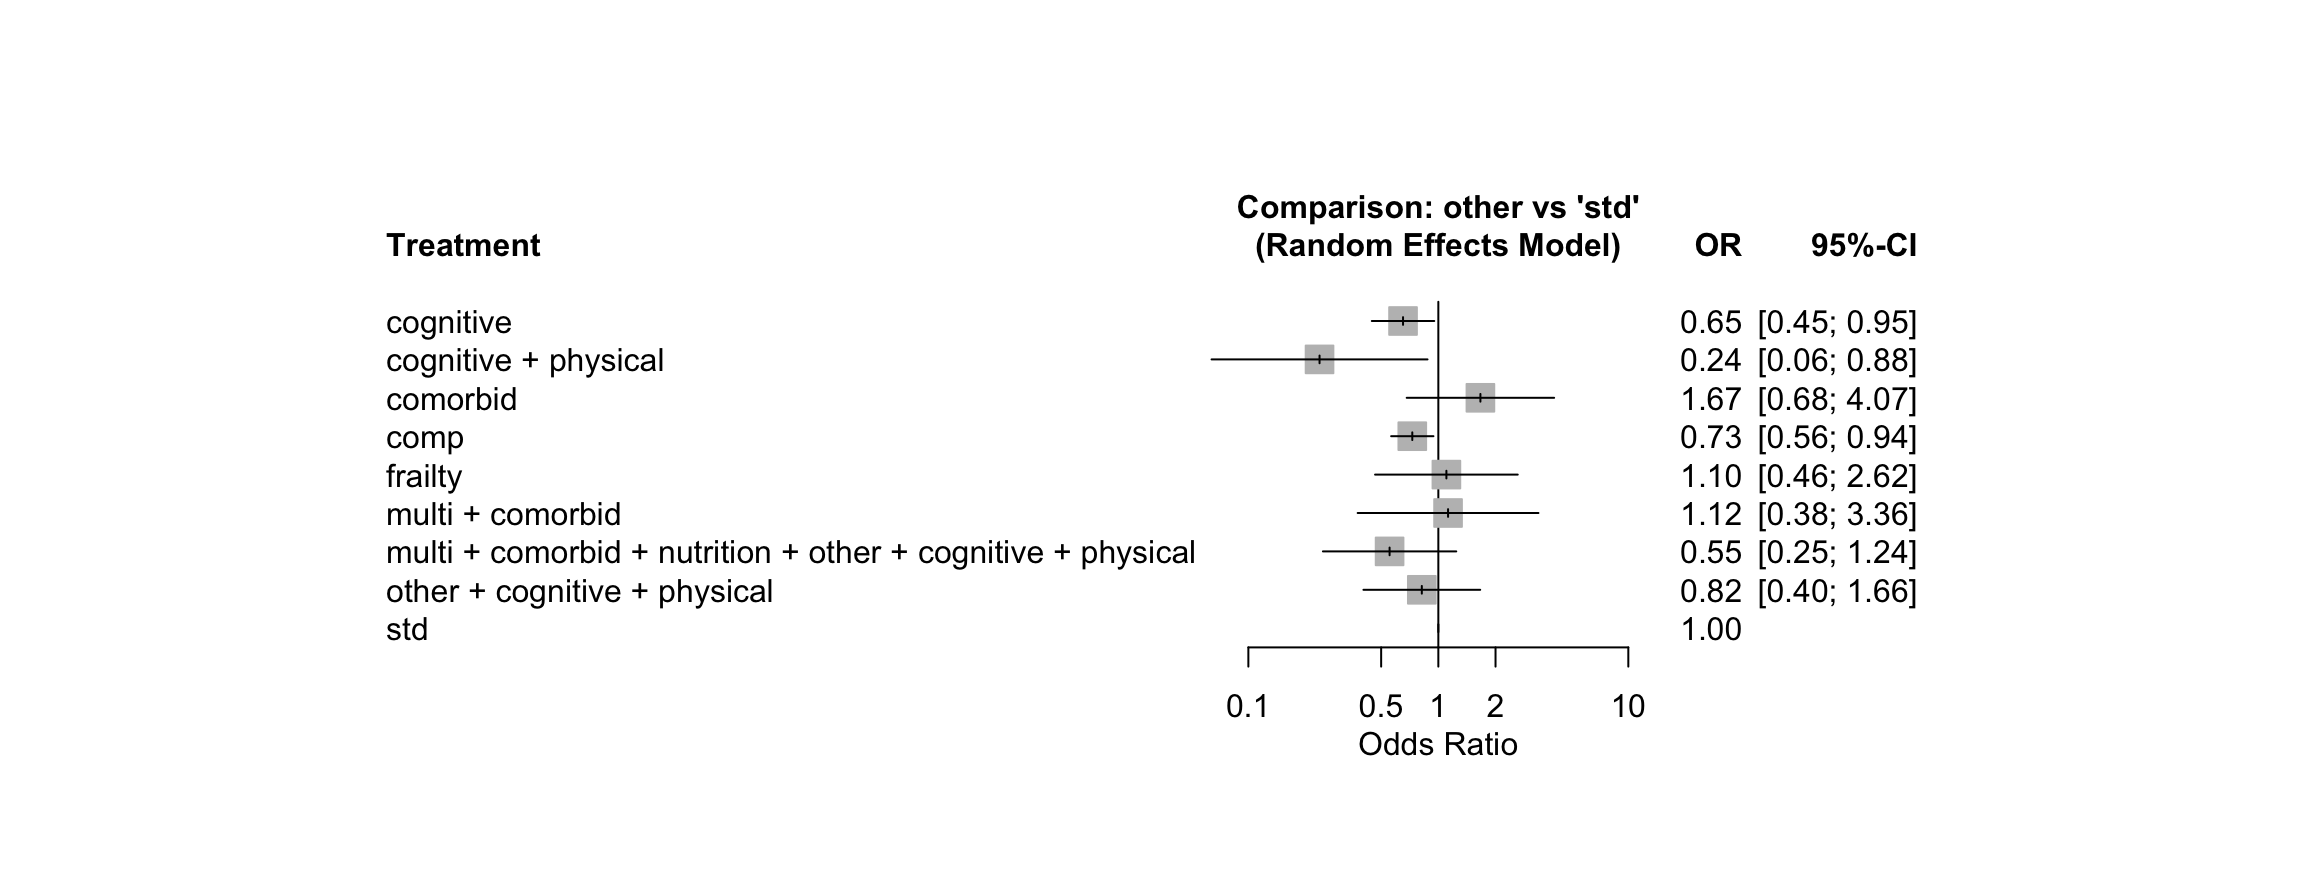 Comparison: other vs 'std'
Treatment (Random Effects Model) OR 95%-CI
cognitive 0.65 [0.45; 0.95]
cognitive + physical 0.24 [0.06; 0.88]
comorbid 1.67 [0.68; 4.07]
comp 0.73 [0.56; 0.94]
frailty 1.10 [0.46; 2.62]
multi + comorbid 1.12 [0.38; 3.36]
multi + comorbid + nutrition + other + cognitive + physical 0.55 [0.25; 1.24]
other + cognitive + physical 0.82 [0.40; 1.66]
std 1.00
0.1 0.5 1 2 10
Odds Ratio